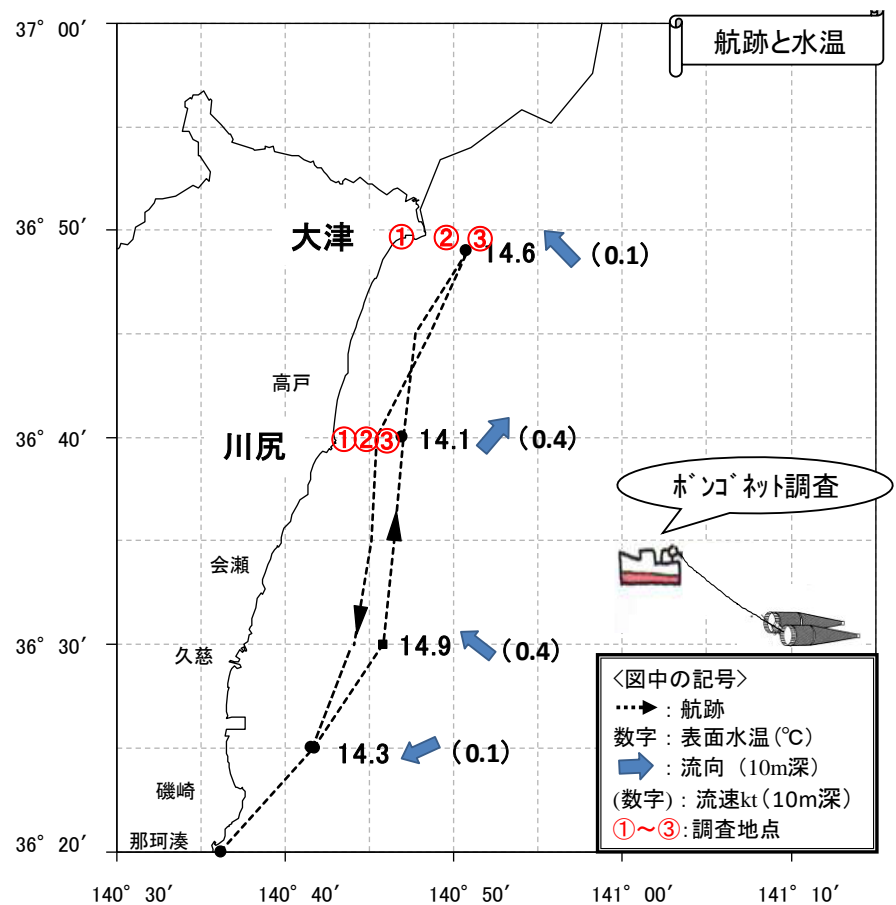 航跡と水温
37° 00′
36° 50′
36° 40′
36° 30′
36° 20′
大津
① ② ③
14.6 (0.1)
高戸
川尻
①②③
14.1 (0.4)
ﾎﾞﾝｺﾞﾈｯﾄ調査
会瀬
久慈
14.9 (0.4)
14.3 (0.1)
磯崎
那珂湊
<図中の記号>
：航跡
数字：表面水温(℃)
：流向 (10m深)
(数字)：流速kt(10m深)
①～③:調査地点
140° 30′ 140° 40′ 140° 50′ 141° 00′ 141° 10′